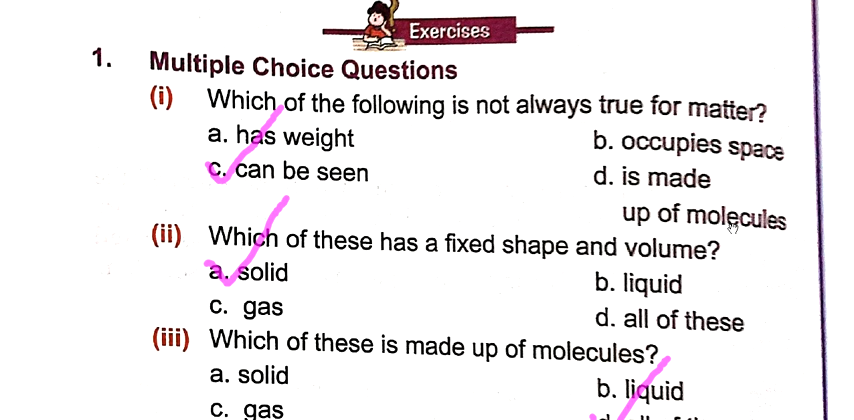 Exercises
1. Multiple Choice Questions
(i) Which of the following is not always true for matter?
a. has weight b. occupies space
c. can be seen d. is made
up of molecules
(ii) Which of these has a fixed shape and volume?
a. solid b. liquid
c. gas d. all of these
(iii) Which of these is made up of molecules?
a. solid b. liquid
c. gas